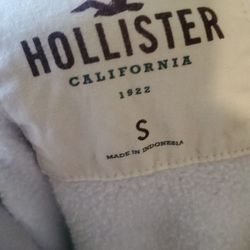 HOLLISTER
CALIFORNIA
1922
S
MADE IN INDONESIA